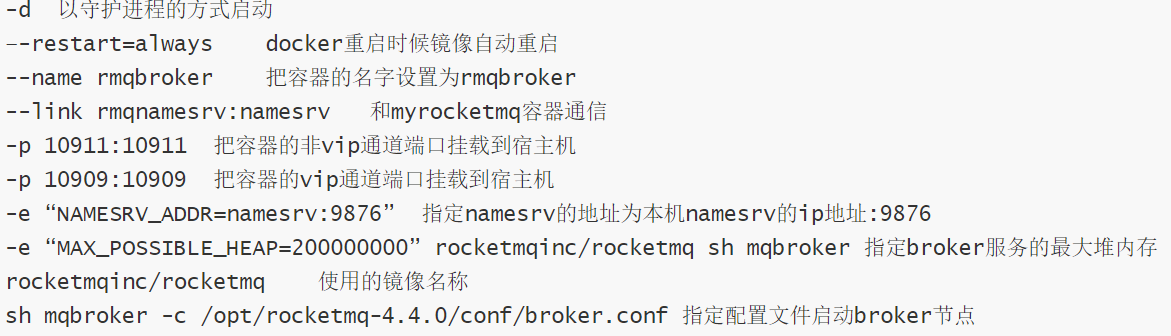 -d  以守护进程的方式启动
–-restart=always    docker重启时候镜像自动重启
--name rmqbroker    把容器的名字设置为rmqbroker
--link rmqnamesrv:namesrv   和myrocketmq容器通信
-p 10911:10911  把容器的非vip通道端口挂载到宿主机
-p 10909:10909  把容器的vip通道端口挂载到宿主机
-e “NAMESRV_ADDR=namesrv:9876”  指定namesrv的地址为本机namesrv的ip地址:9876
-e “MAX_POSSIBLE_HEAP=200000000” rocketmqinc/rocketmq sh mqbroker 指定broker服务的最大堆内存
rocketmqinc/rocketmq    使用的镜像名称
sh mqbroker -c /opt/rocketmq-4.4.0/conf/broker.conf 指定配置文件启动broker节点